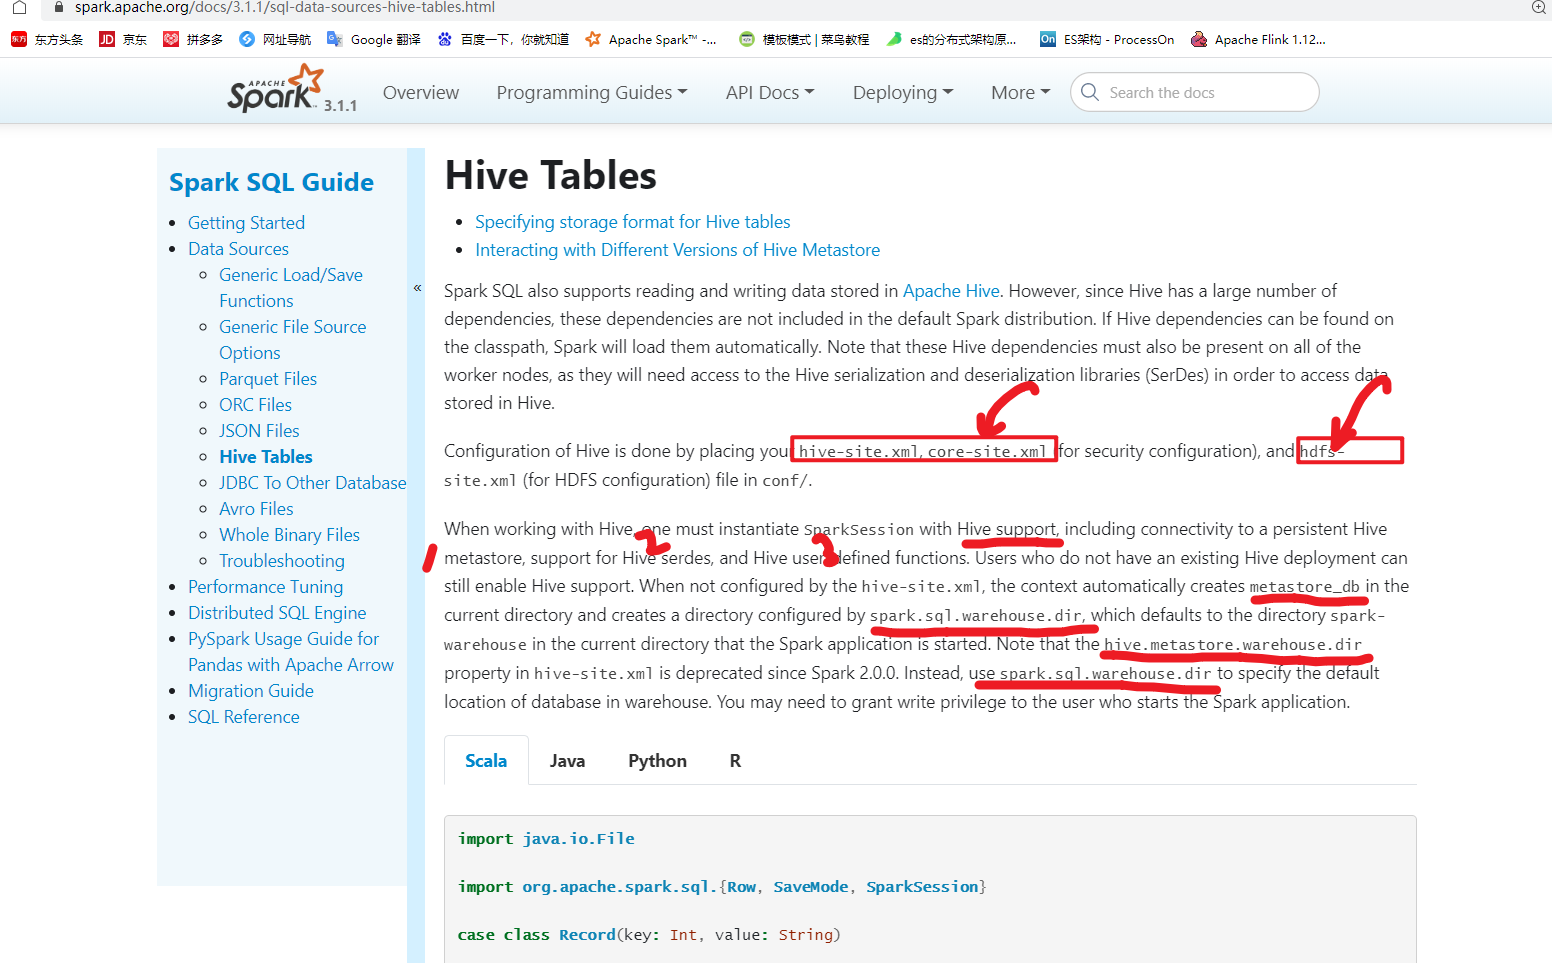 spark.apache.org/docs/3.1.1/sql-data-sources-hive-tables.html
东方 东方头条 JD 京东 拼多多 网址导航 Google 翻译 百度一下，你就知道 Apache Spark™ -... 模板模式 | 菜鸟教程 es的分布式架构原... On ES架构 - ProcessOn Apache Flink 1.12...
APACHE Spark™ 3.1.1 Overview Programming Guides API Docs Deploying More Search the docs
Spark SQL Guide
Getting Started
Data Sources
Generic Load/Save
Functions
Generic File Source
Options
Parquet Files
ORC Files
JSON Files
Hive Tables
JDBC To Other Database
Avro Files
Whole Binary Files
Troubleshooting
Performance Tuning
Distributed SQL Engine
PySpark Usage Guide for
Pandas with Apache Arrow
Migration Guide
SQL Reference
«
Hive Tables
Specifying storage format for Hive tables
Interacting with Different Versions of Hive Metastore
Spark SQL also supports reading and writing data stored in Apache Hive. However, since Hive has a large number of
dependencies, these dependencies are not included in the default Spark distribution. If Hive dependencies can be found on
the classpath, Spark will load them automatically. Note that these Hive dependencies must also be present on all of the
worker nodes, as they will need access to the Hive serialization and deserialization libraries (SerDes) in order to access data
stored in Hive.
Configuration of Hive is done by placing you hive-site.xml, core-site.xml (for security configuration), and hdfs-
site.xml (for HDFS configuration) file in conf/.
When working with Hive, one must instantiate SparkSession with Hive support, including connectivity to a persistent Hive
1 2 3
metastore, support for Hive serdes, and Hive user-defined functions. Users who do not have an existing Hive deployment can
still enable Hive support. When not configured by the hive-site.xml, the context automatically creates metastore_db in the
current directory and creates a directory configured by spark.sql.warehouse.dir, which defaults to the directory spark-
warehouse in the current directory that the Spark application is started. Note that the hive.metastore.warehouse.dir
property in hive-site.xml is deprecated since Spark 2.0.0. Instead, use spark.sql.warehouse.dir to specify the default
location of database in warehouse. You may need to grant write privilege to the user who starts the Spark application.
Scala Java Python R
import java.io.File
import org.apache.spark.sql.{Row, SaveMode, SparkSession}
case class Record(key: Int, value: String)